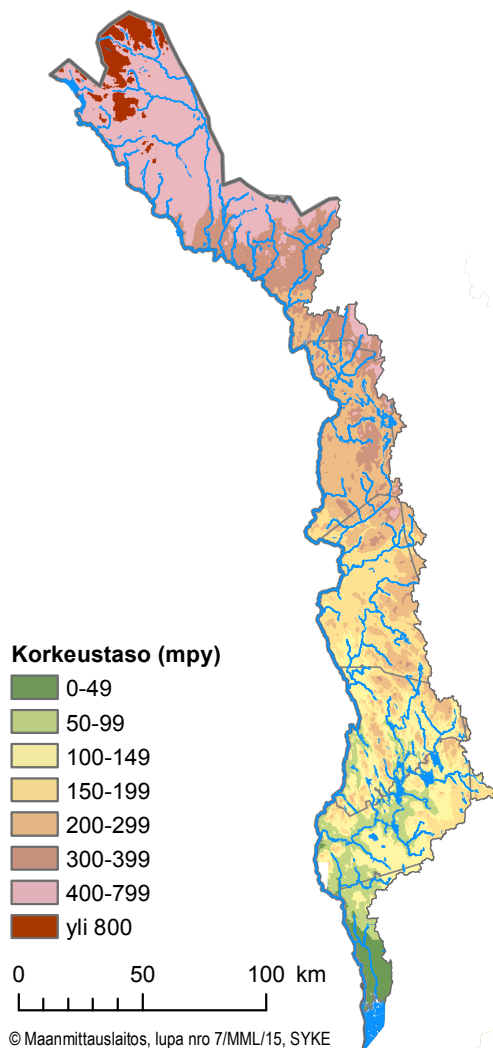 Korkeustaso (mpy)
0-49
50-99
100-149
150-199
200-299
300-399
400-799
yli 800
0 50 100 km
© Maanmittauslaitos, lupa nro 7/MML/15, SYKE